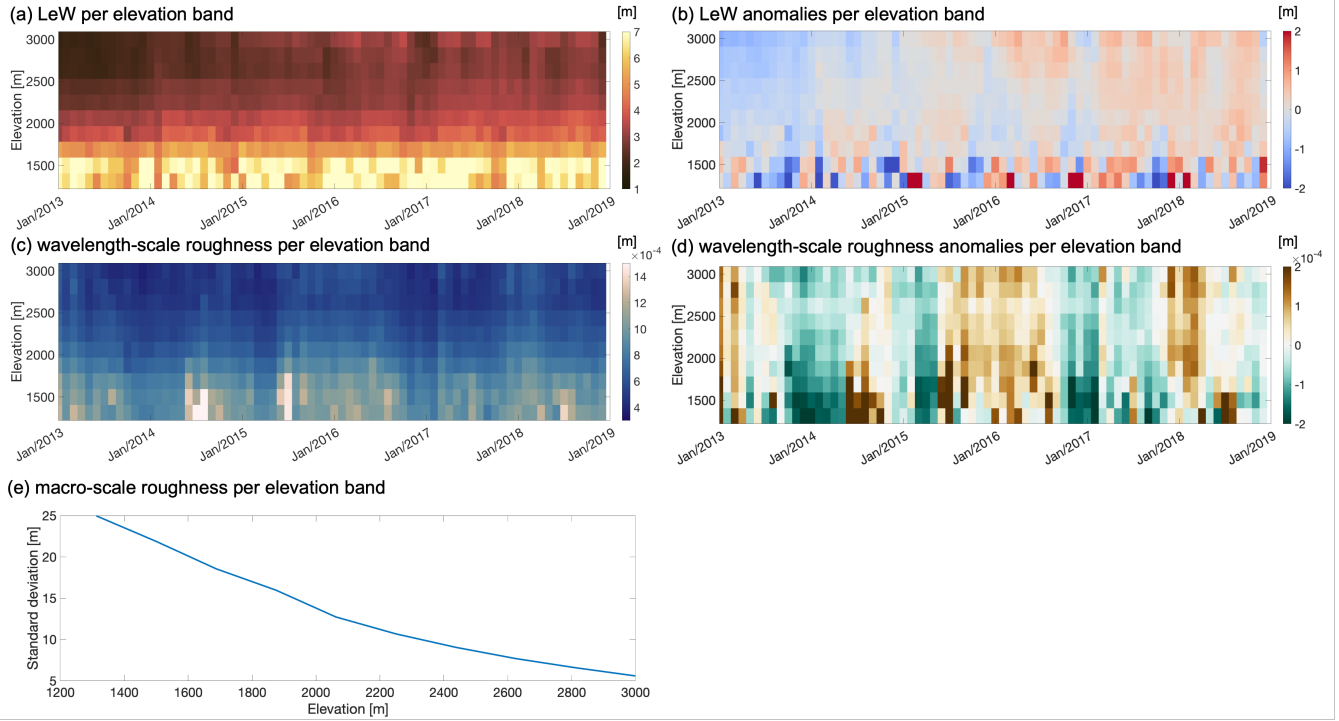 (a) LeW per elevation band
[m]
3000
2500
2000
1500
Elevation [m]
7
6
5
4
3
2
1
Jan/2013
Jan/2014
Jan/2015
Jan/2016
Jan/2017
Jan/2018
Jan/2019
(b) LeW anomalies per elevation band
[m]
3000
2500
2000
1500
Elevation [m]
2
1
0
-1
-2
Jan/2013
Jan/2014
Jan/2015
Jan/2016
Jan/2017
Jan/2018
Jan/2019
(c) wavelength-scale roughness per elevation band
[m]
×10⁻⁴
3000
2500
2000
1500
Elevation [m]
14
12
10
8
6
4
Jan/2013
Jan/2014
Jan/2015
Jan/2016
Jan/2017
Jan/2018
Jan/2019
(d) wavelength-scale roughness anomalies per elevation band
[m]
×10⁻⁴
3000
2500
2000
1500
Elevation [m]
2
1
0
-1
-2
Jan/2013
Jan/2014
Jan/2015
Jan/2016
Jan/2017
Jan/2018
Jan/2019
(e) macro-scale roughness per elevation band
25
20
15
10
5
Standard deviation [m]
1200
1400
1600
1800
2000
2200
2400
2600
2800
3000
Elevation [m]